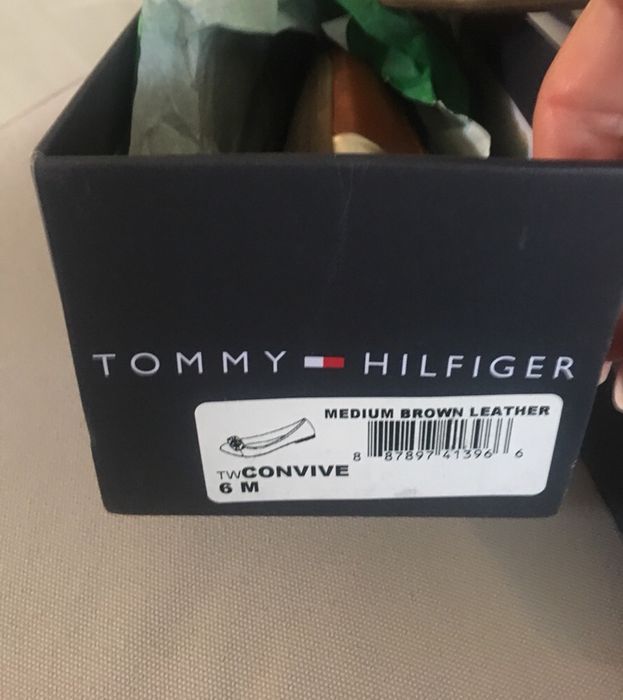 TOMMY HILFIGER
MEDIUM BROWN LEATHER
8 87897 41396 6
TWCONVIVE
6 M